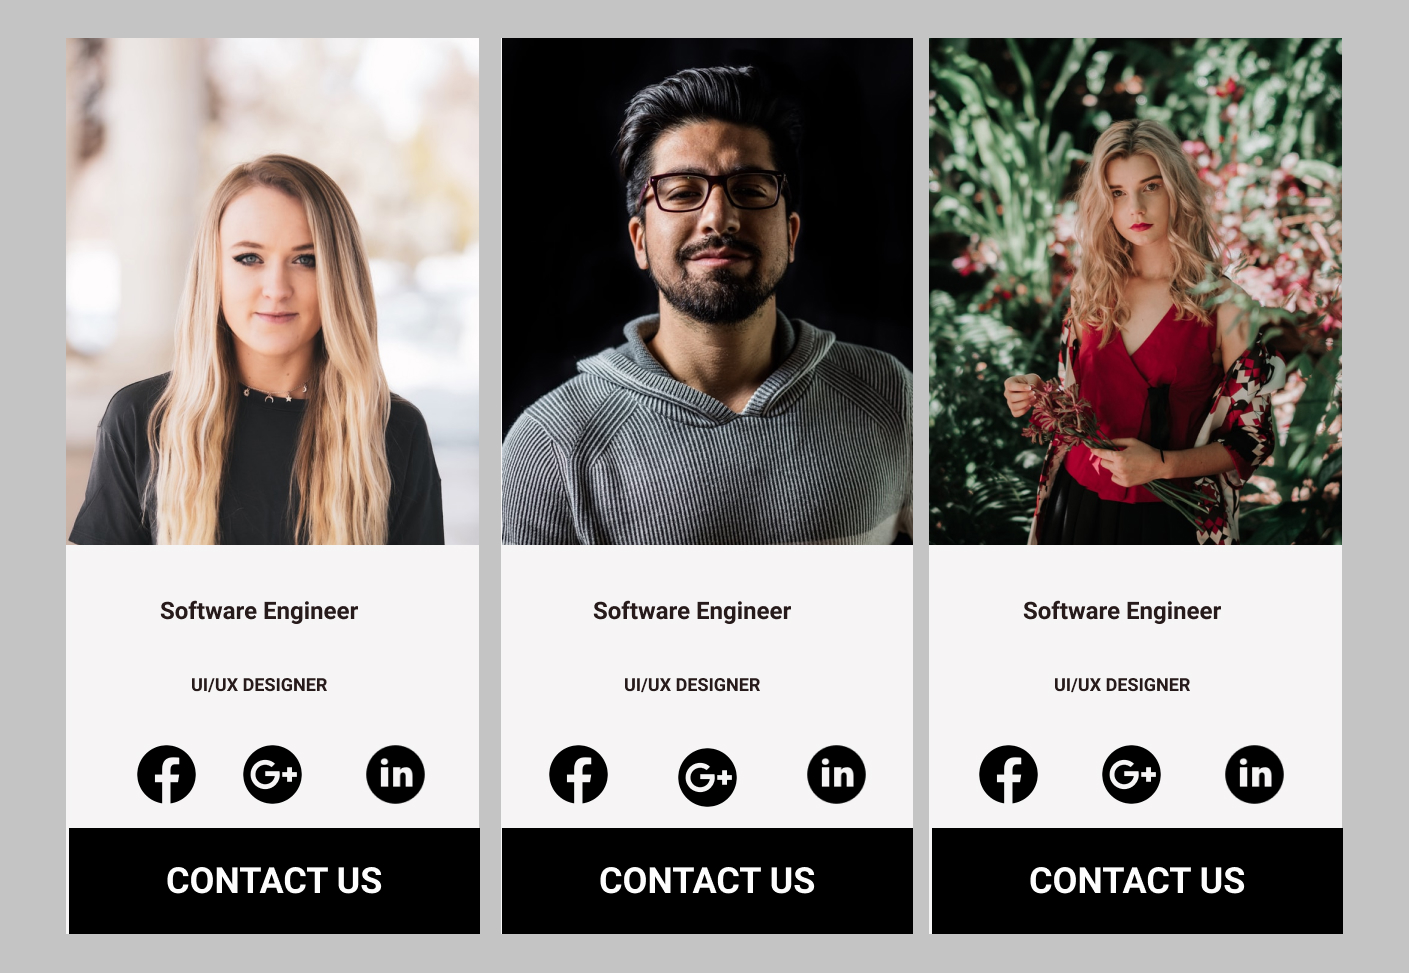 Software Engineer
UI/UX DESIGNER
f G+ in
CONTACT US
Software Engineer
UI/UX DESIGNER
f G+ in
CONTACT US
Software Engineer
UI/UX DESIGNER
f G+ in
CONTACT US